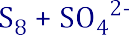 S₈ + SO₄²⁻